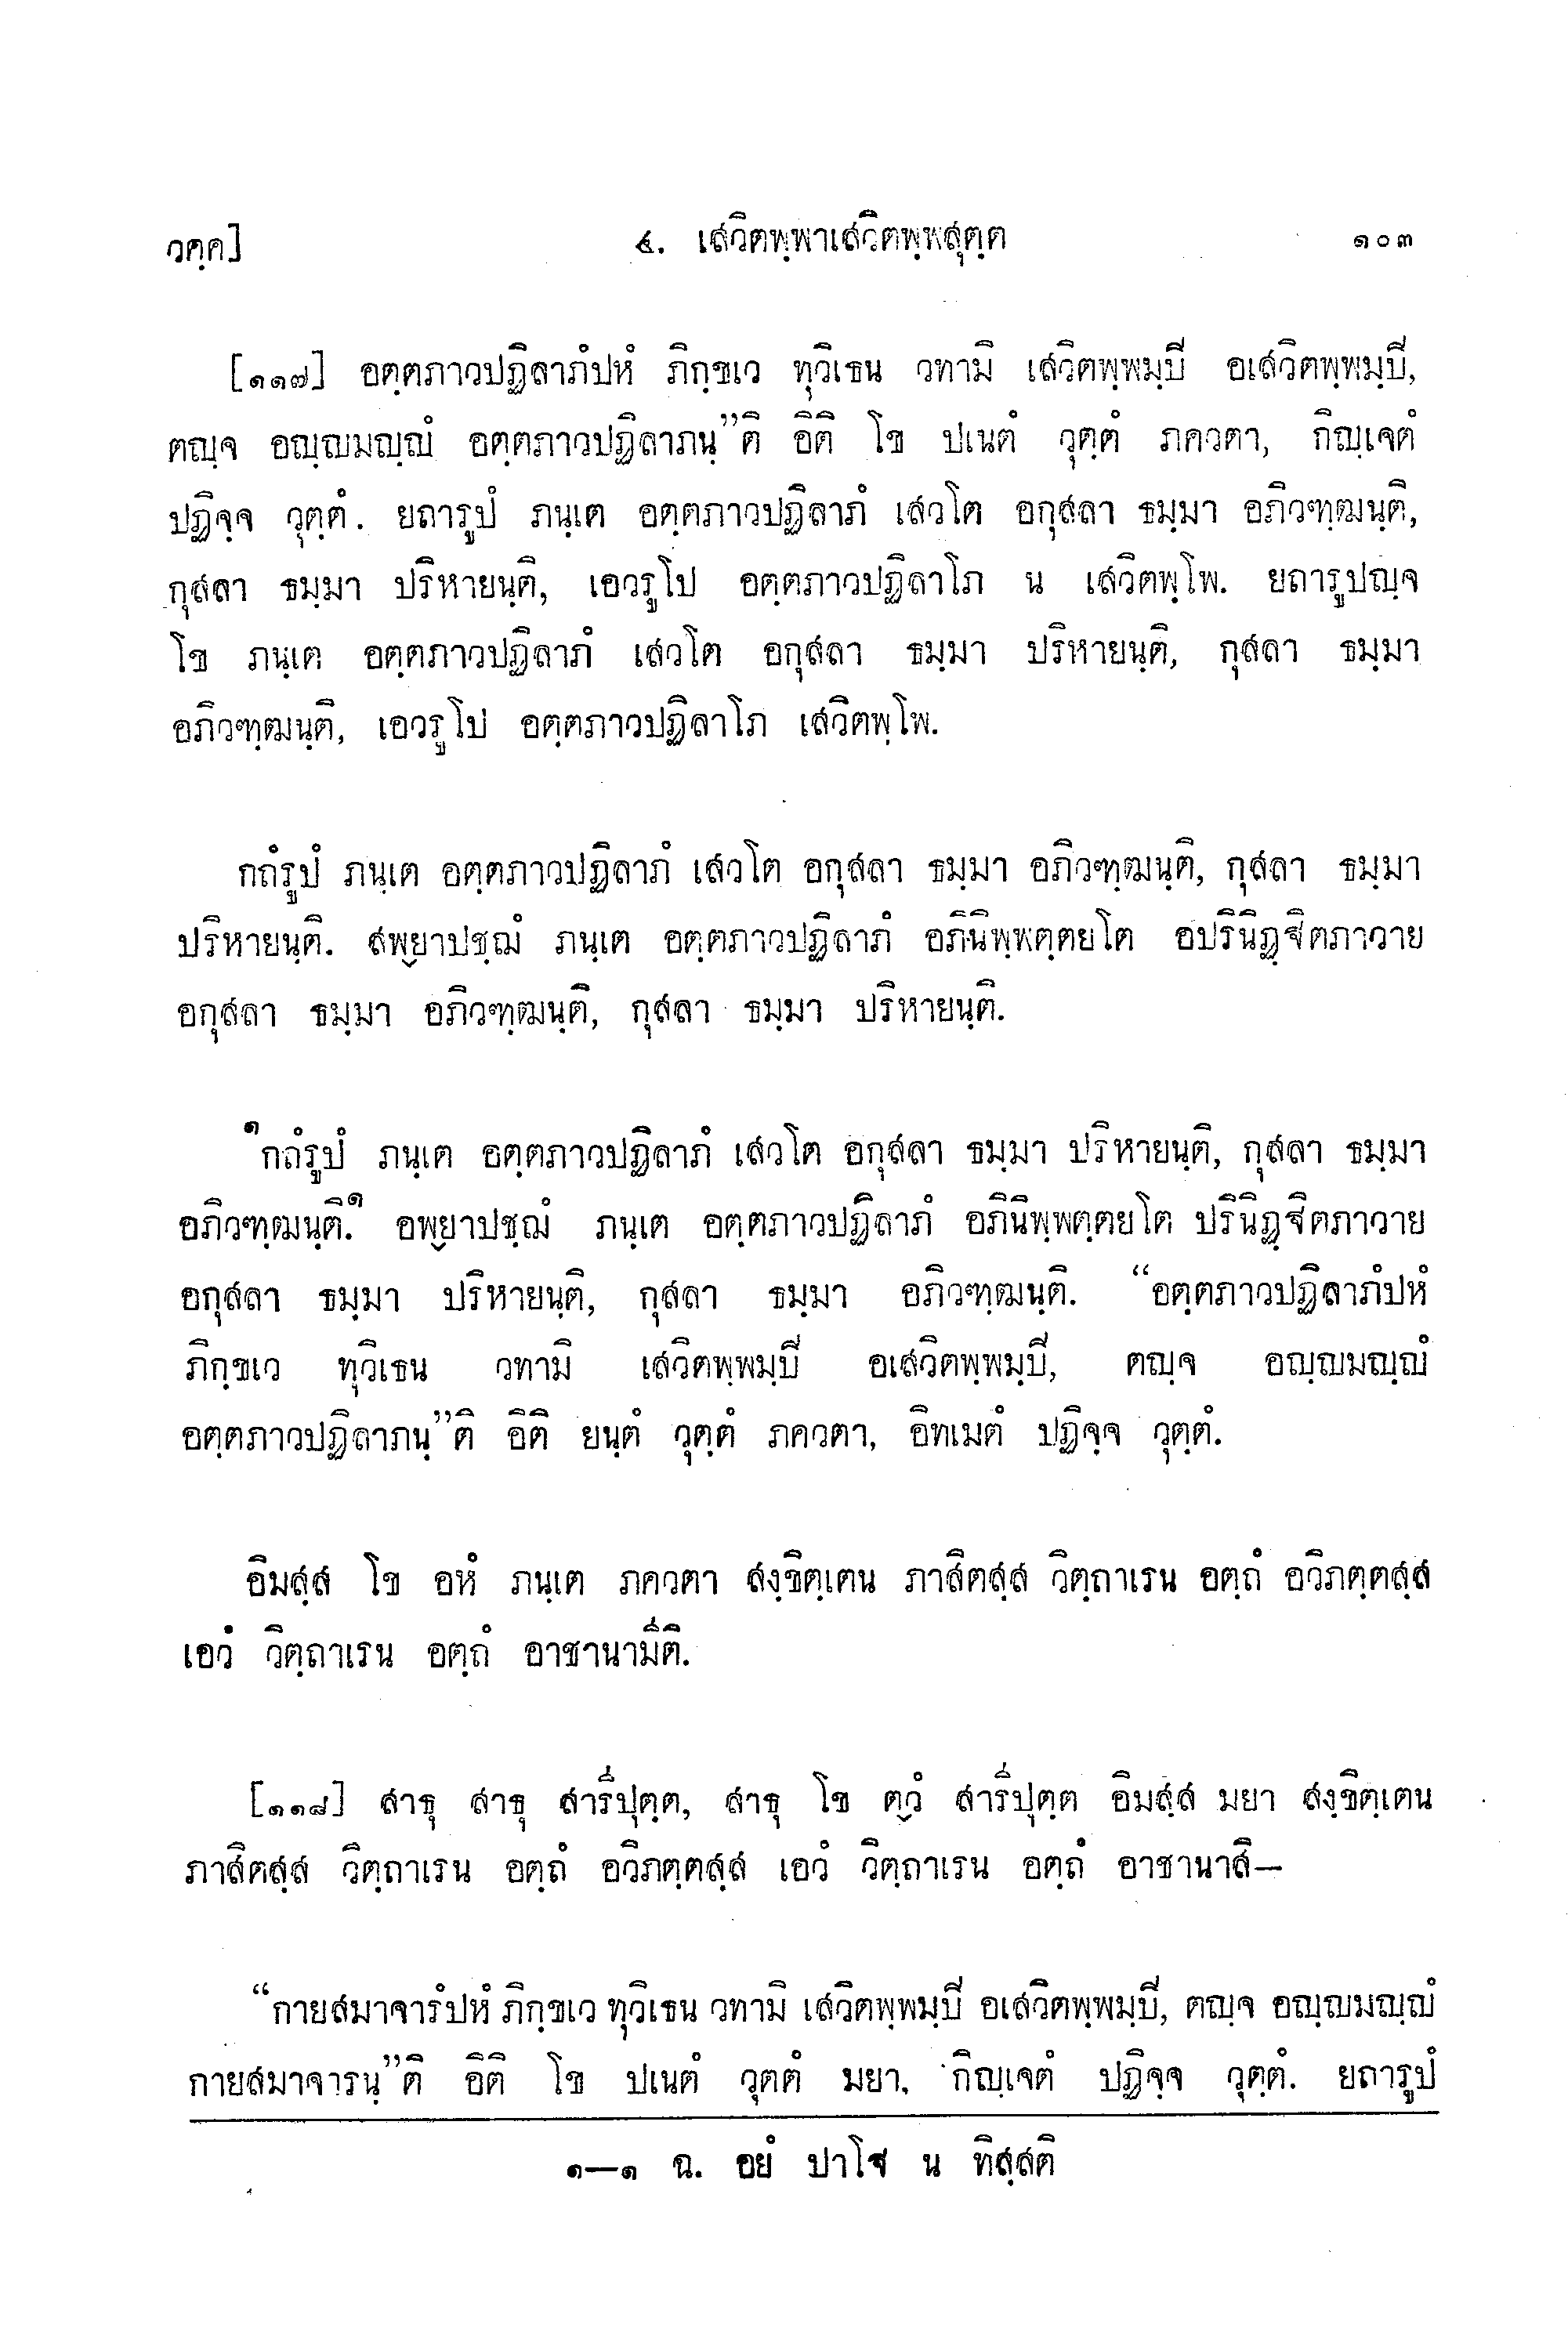 วคฺค]
๔. เสวิตพฺพาเสวิตพฺพสุตฺต
๑๐๓
[๑๑๗] อตฺตภาวปฏิลาภํปหํ ภิกฺขเว ทุวิเธน วทามิ เสวิตพฺพมฺปี อเสวิตพฺพมฺปี,
ตญฺจ อญฺญมญฺญํ อตฺตภาวปฏิลาภนฺ”ติ อิติ โข ปเนตํ วุตฺตํ ภควตา, กิญฺเจตํ
ปฏิจฺจ วุตฺตํ. ยถารูปํ ภนฺเต อตฺตภาวปฏิลาภํ เสวโต อกุสลา ธมฺมา อภิวฑฺฒนฺติ,
กุสลา ธมฺมา ปริหายนฺติ, เอวรูโป อตฺตภาวปฏิลาโภ น เสวิตพฺโพ. ยถารูปญฺจ
โข ภนฺเต อตฺตภาวปฏิลาภํ เสวโต อกุสลา ธมฺมา ปริหายนฺติ, กุสลา ธมฺมา
อภิวฑฺฒนฺติ, เอวรูโป อตฺตภาวปฏิลาโภ เสวิตพฺโพ.
กถํรูปํ ภนฺเต อตฺตภาวปฏิลาภํ เสวโต อกุสลา ธมฺมา อภิวฑฺฒนฺติ, กุสลา ธมฺมา
ปริหายนฺติ. สพฺยาปชฺฌํ ภนฺเต อตฺตภาวปฏิลาภํ อภินิพฺพตฺตยโต อปรินิฏฺฐิตภาวาย
อกุสลา ธมฺมา อภิวฑฺฒนฺติ, กุสลา ธมฺมา ปริหายนฺติ.
๑กถํรูปํ ภนฺเต อตฺตภาวปฏิลาภํ เสวโต อกุสลา ธมฺมา ปริหายนฺติ, กุสลา ธมฺมา
อภิวฑฺฒนฺติ.๑ อพฺยาปชฺฌํ ภนฺเต อตฺตภาวปฏิลาภํ อภินิพฺพตฺตยโต ปรินิฏฺฐิตภาวาย
อกุสลา ธมฺมา ปริหายนฺติ, กุสลา ธมฺมา อภิวฑฺฒนฺติ. “อตฺตภาวปฏิลาภํปหํ
ภิกฺขเว ทุวิเธน วทามิ เสวิตพฺพมฺปี อเสวิตพฺพมฺปี, ตญฺจ อญฺญมญฺญํ
อตฺตภาวปฏิลาภนฺ”ติ อิติ ยนฺตํ วุตฺตํ ภควตา, อิทเมตํ ปฏิจฺจ วุตฺตํ.
อิมสฺส โข อหํ ภนฺเต ภควตา สงฺขิตฺเตน ภาสิตสฺส วิตฺถาเรน อตฺถํ อวิภตฺตสฺส
เอวํ วิตฺถาเรน อตฺถํ อาชานามีติ.
[๑๑๘] สาธุ สาธุ สารีปุตฺต, สาธุ โข ตฺวํ สารีปุตฺต อิมสฺส มยา สงฺขิตฺเตน
ภาสิตสฺส วิตฺถาเรน อตฺถํ อวิภตฺตสฺส เอวํ วิตฺถาเรน อตฺถํ อาชานาสิ—
“กายสมาจารํปหํ ภิกฺขเว ทุวิเธน วทามิ เสวิตพฺพมฺปี อเสวิตพฺพมฺปี, ตญฺจ อญฺญมญฺญํ
กายสมาจารนฺ”ติ อิติ โข ปเนตํ วุตตํ มยา, กิญฺเจตํ ปฏิจฺจ วุตฺตํ. ยถารูปํ
๑—๑ ฉ. อยํ ปาโฐ น ทิสฺสติ